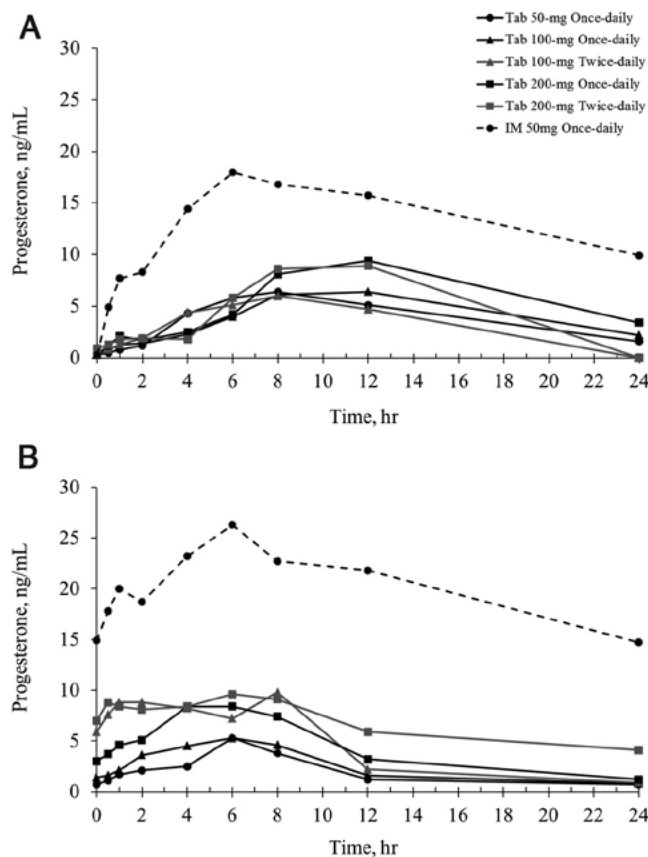 A
Tab 50-mg Once-daily
Tab 100-mg Once-daily
Tab 100-mg Twice-daily
Tab 200-mg Once-daily
Tab 200-mg Twice-daily
IM 50mg Once-daily
Progesterone, ng/mL
30
25
20
15
10
5
0
0 2 4 6 8 10 12 14 16 18 20 22 24
Time, hr
B
Progesterone, ng/mL
30
25
20
15
10
5
0
0 2 4 6 8 10 12 14 16 18 20 22 24
Time, hr